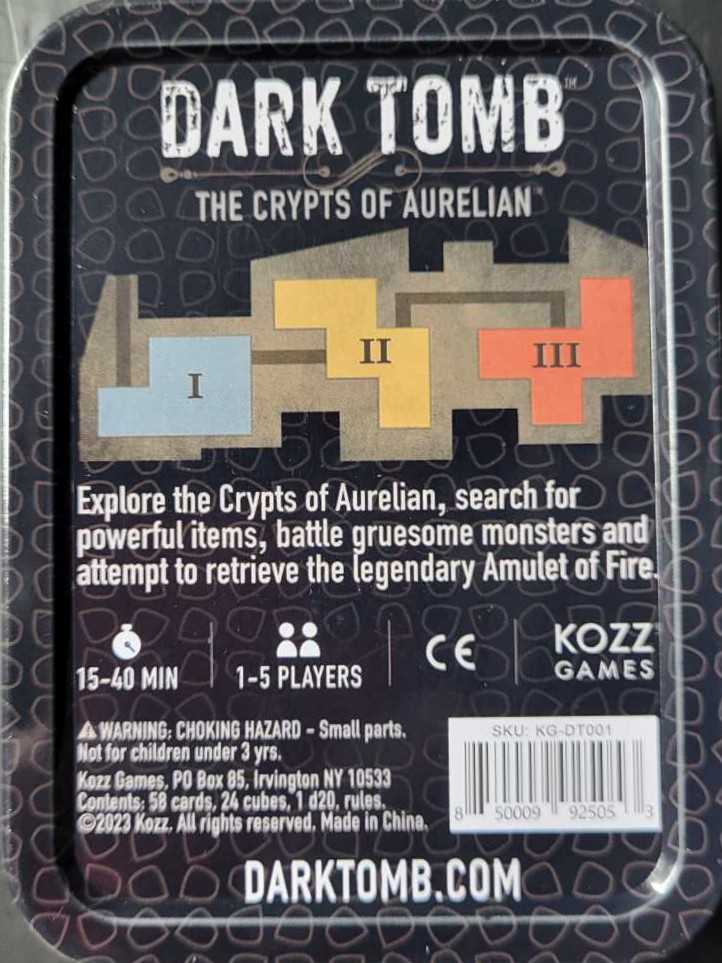 DARK TOMB™
THE CRYPTS OF AURELIAN™
I
II
III
Explore the Crypts of Aurelian, search for
powerful items, battle gruesome monsters and
attempt to retrieve the legendary Amulet of Fire.
15-40 MIN
1-5 PLAYERS
CE
KOZZ™
GAMES
⚠ WARNING: CHOKING HAZARD - Small parts.
Not for children under 3 yrs.
Kozz Games, PO Box 85, Irvington NY 10533
Contents: 58 cards, 24 cubes, 1 d20, rules.
©2023 Kozz. All rights reserved. Made in China.
SKU: KG-DT001
8 50009 92505 3
DARKTOMB.COM